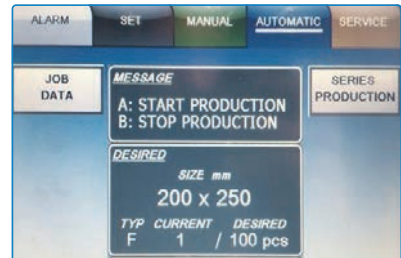 ALARM SET MANUAL AUTOMATIC SERVICE
JOB
DATA
MESSAGE
A: START PRODUCTION
B: STOP PRODUCTION
SERIES
PRODUCTION
DESIRED
SIZE mm
200 x 250
TYP CURRENT DESIRED
F 1 / 100 pcs